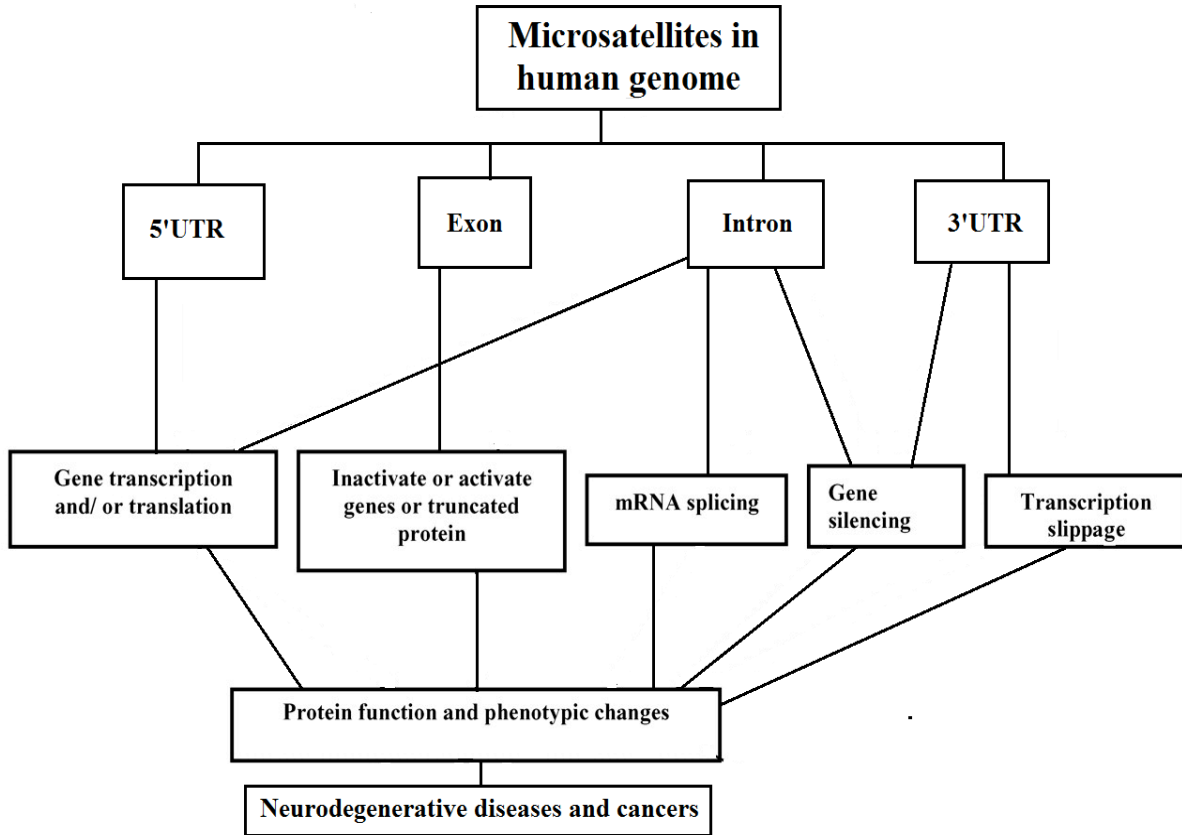 Microsatellites in
human genome
5'UTR
Exon
Intron
3'UTR
Gene transcription
and/ or translation
Inactivate or activate
genes or truncated
protein
mRNA splicing
Gene
silencing
Transcription
slippage
Protein function and phenotypic changes
Neurodegenerative diseases and cancers